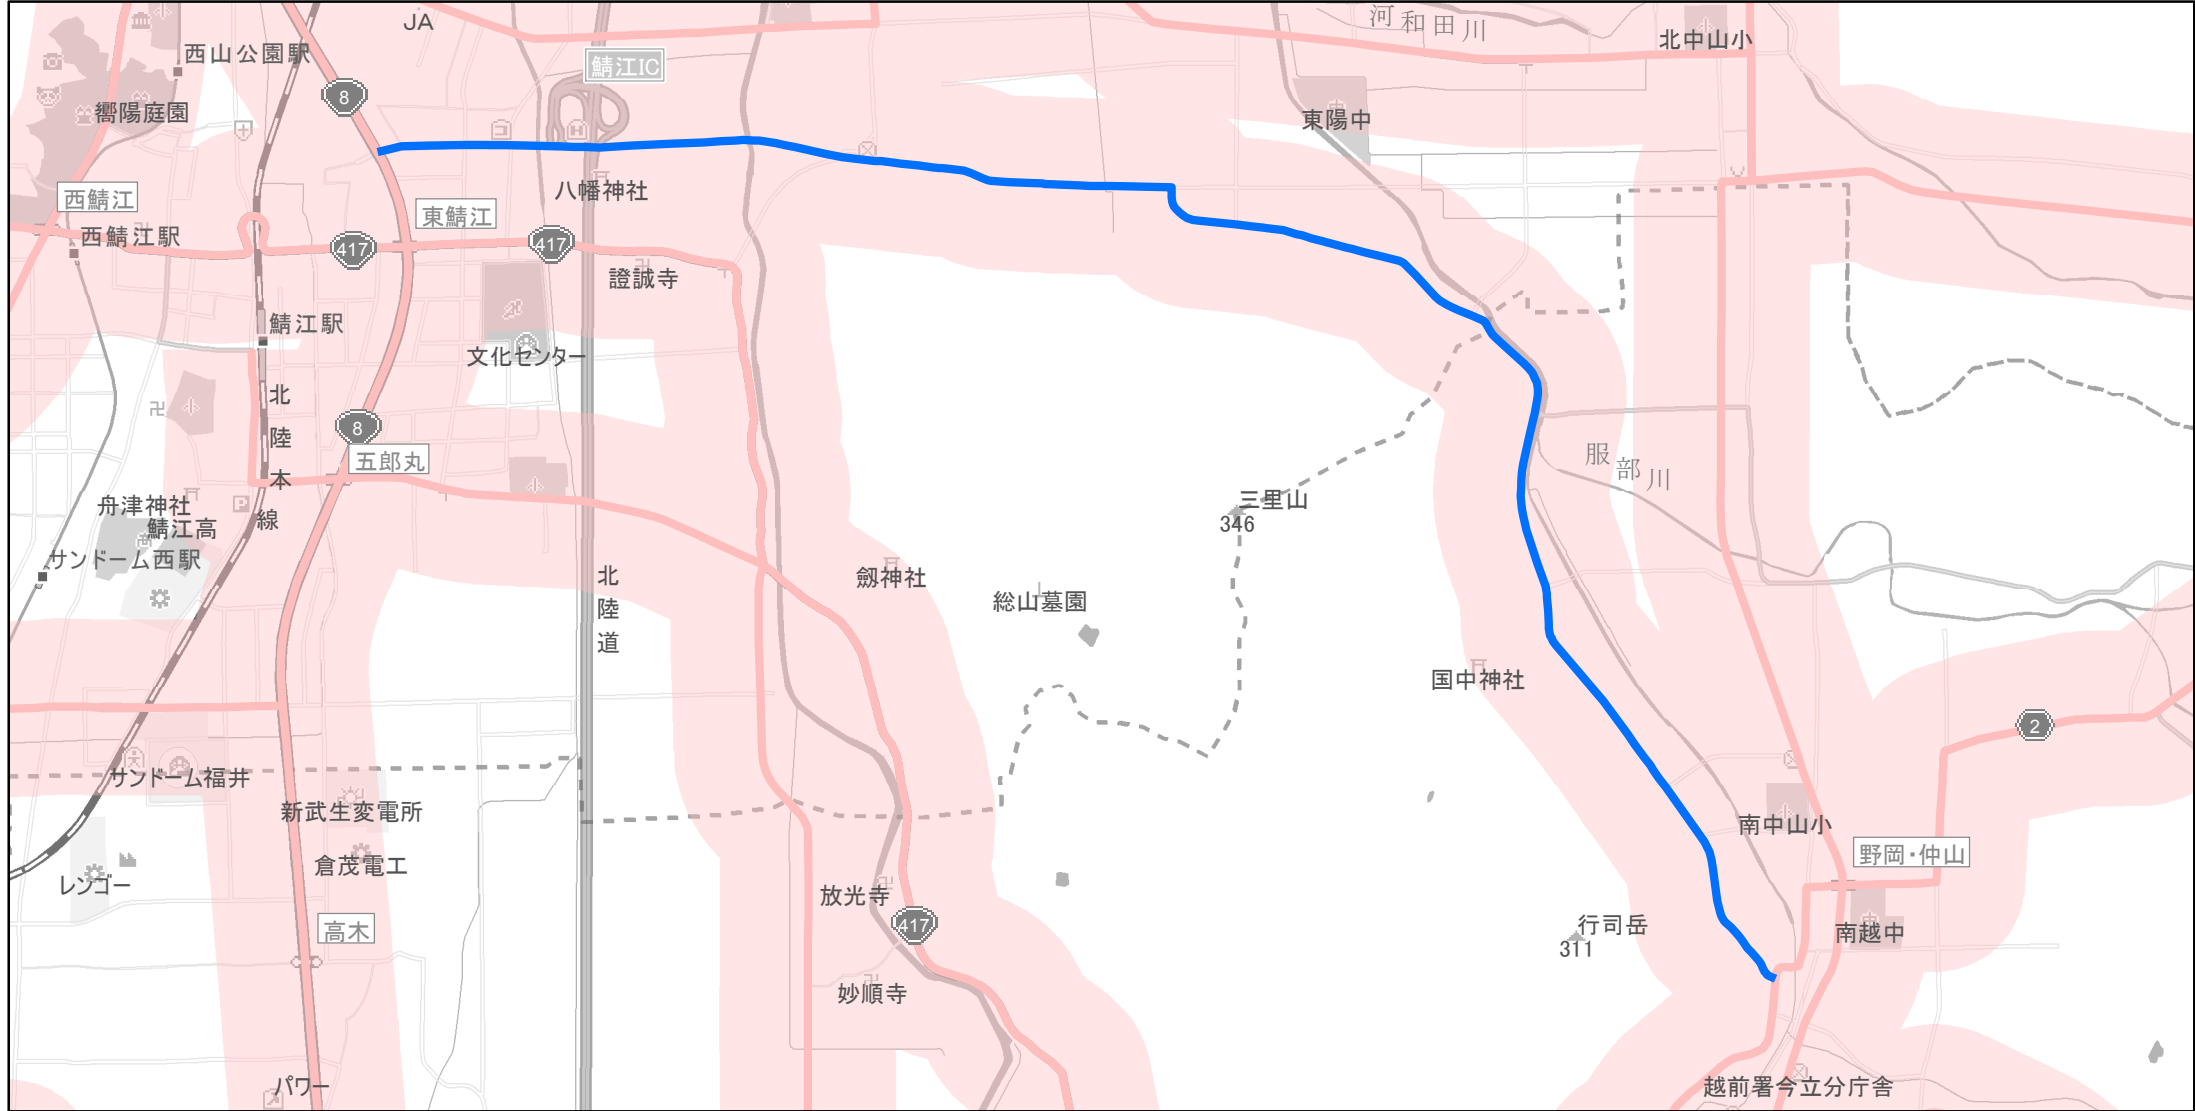 JA
河和田川
北中山小
西山公園駅
鯖江IC
8
嚮陽庭園
東陽中
西鯖江
八幡神社
東鯖江
西鯖江駅
417
417
證誠寺
鯖江駅
文化センター
北陸本線
8
五郎丸
服部川
舟津神社
鯖江高
三里山
346
サンドーム西駅
北陸道
劔神社
総山墓園
国中神社
2
サンドーム福井
新武生変電所
南中山小
倉茂電工
野岡・仲山
レンゴー
放光寺
417
高木
行司岳
311
南越中
妙順寺
パワー
越前署今立分庁舎